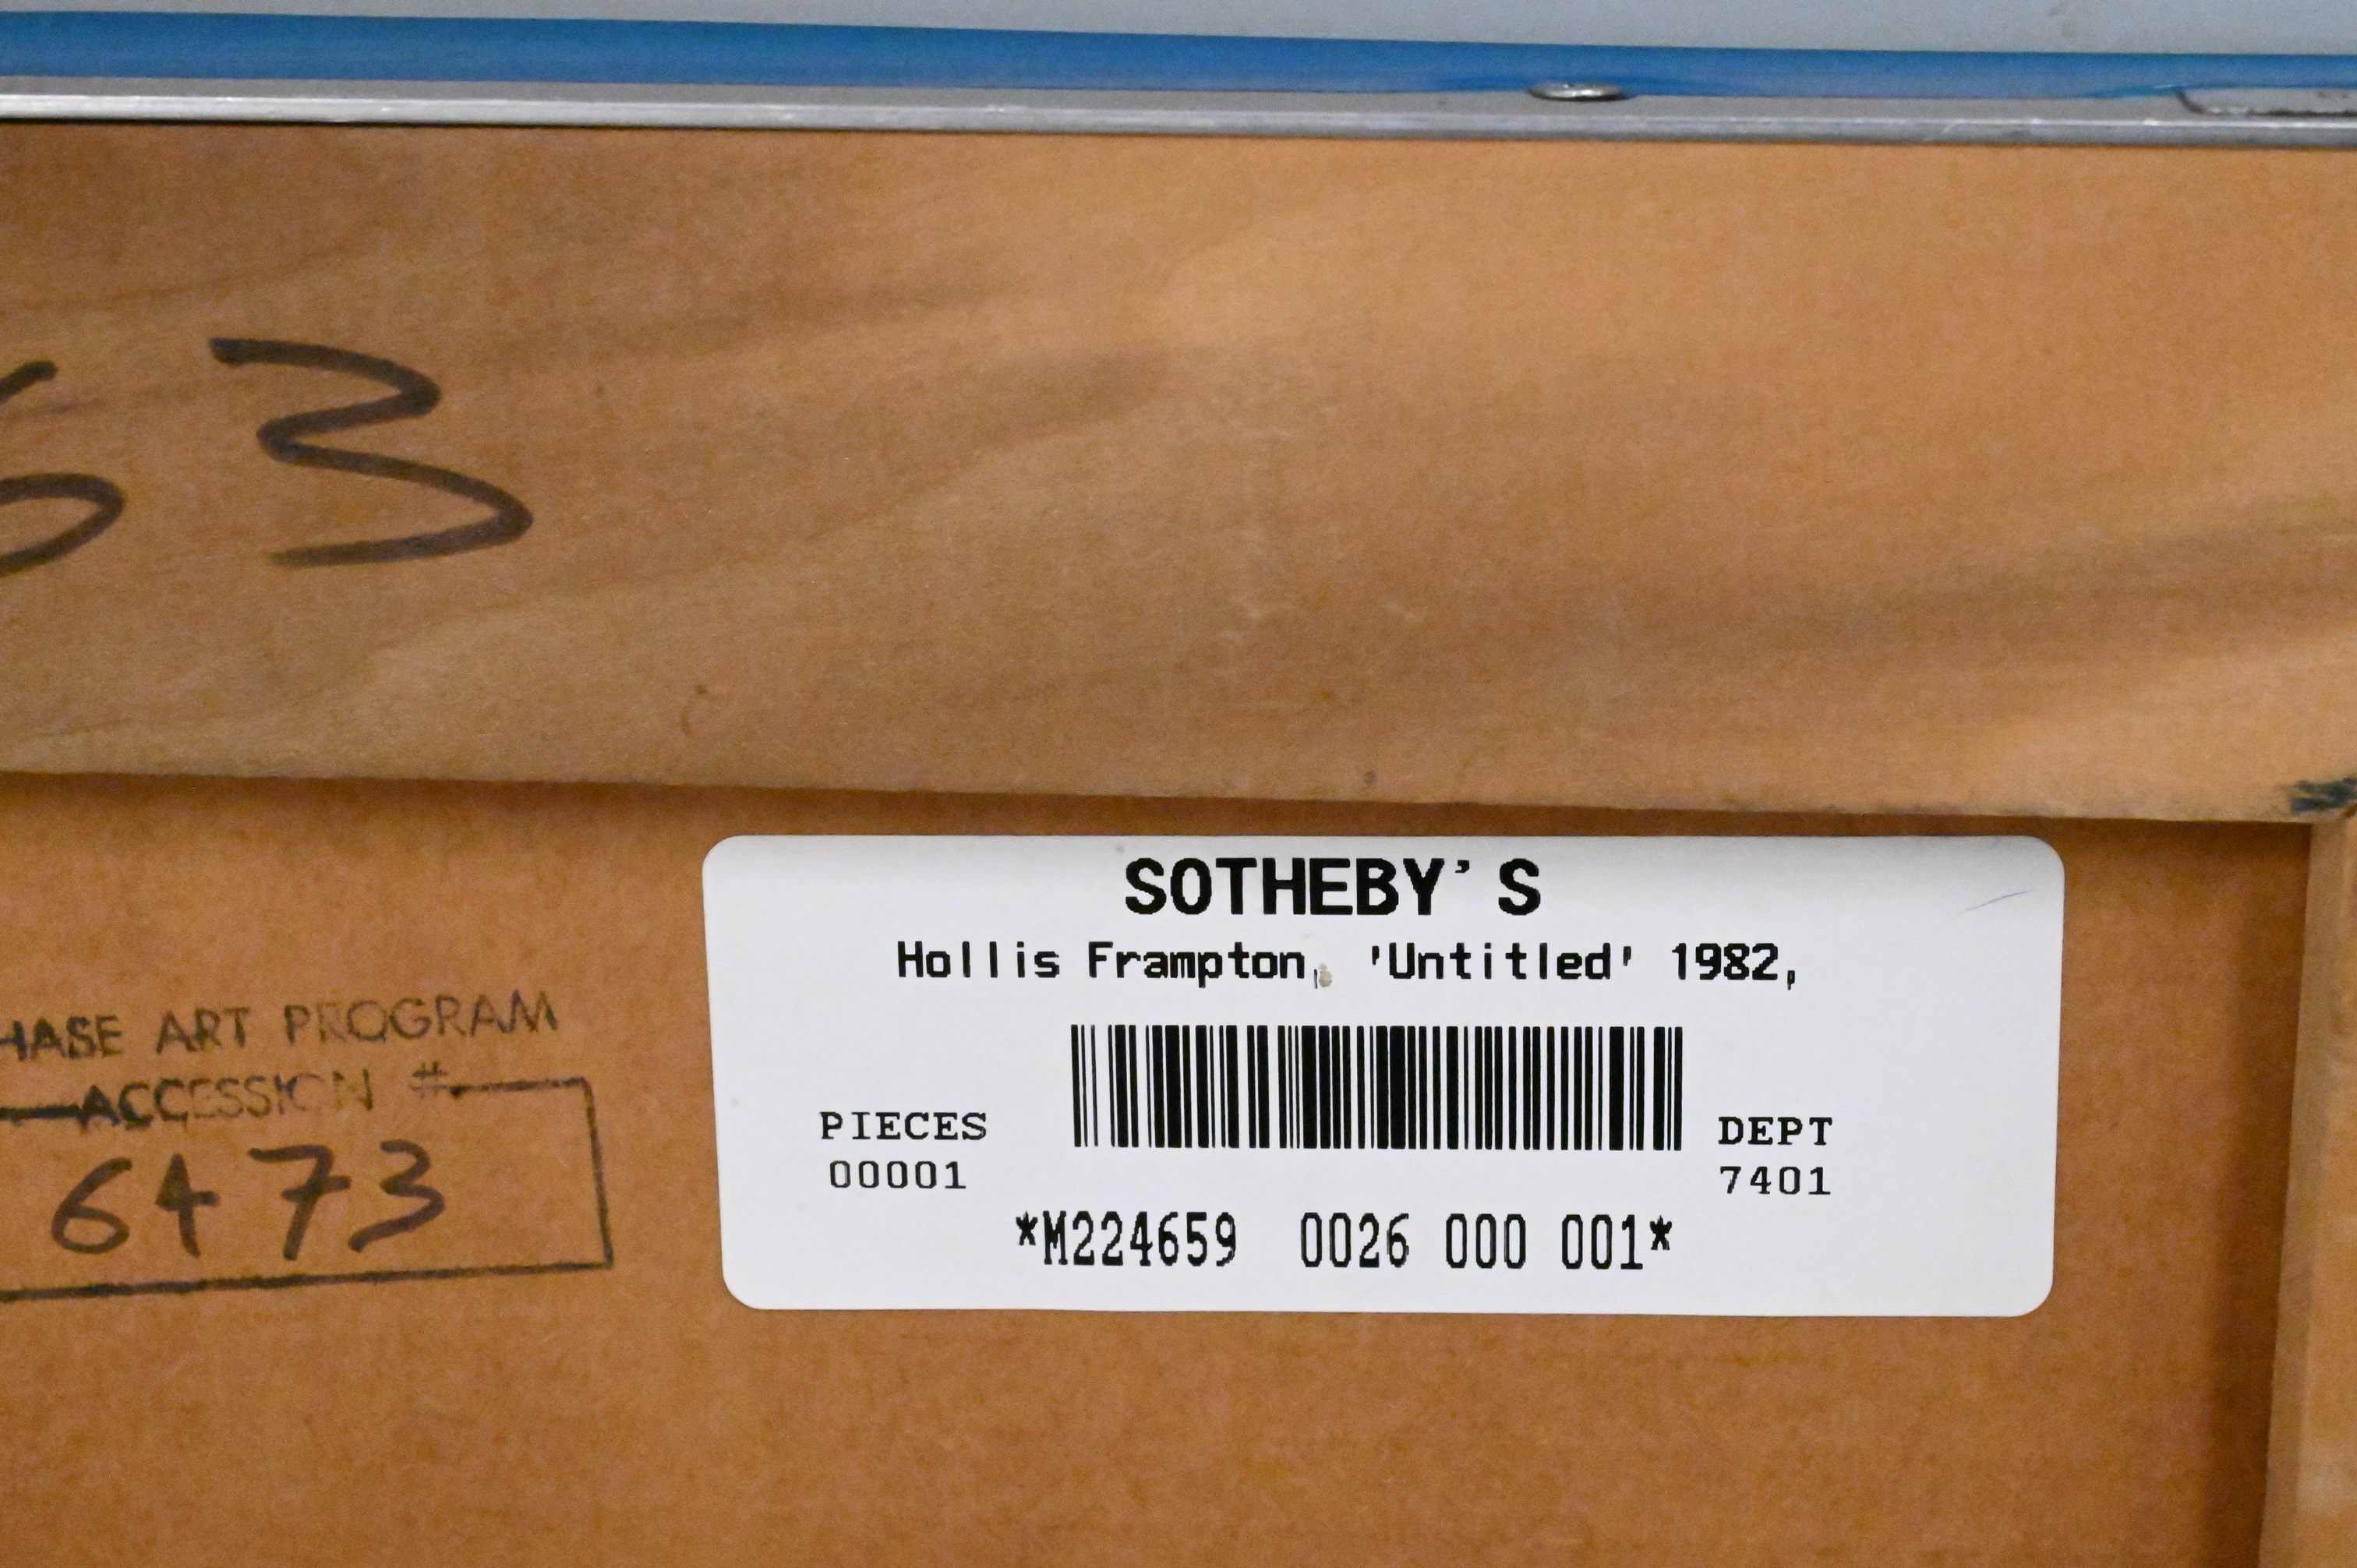 63
SOTHEBY'S
Hollis Frampton, 'Untitled' 1982,
HASE ART PROGRAM
ACCESSION #
6473
PIECES
00001
DEPT
7401
*M224659 0026 000 001*